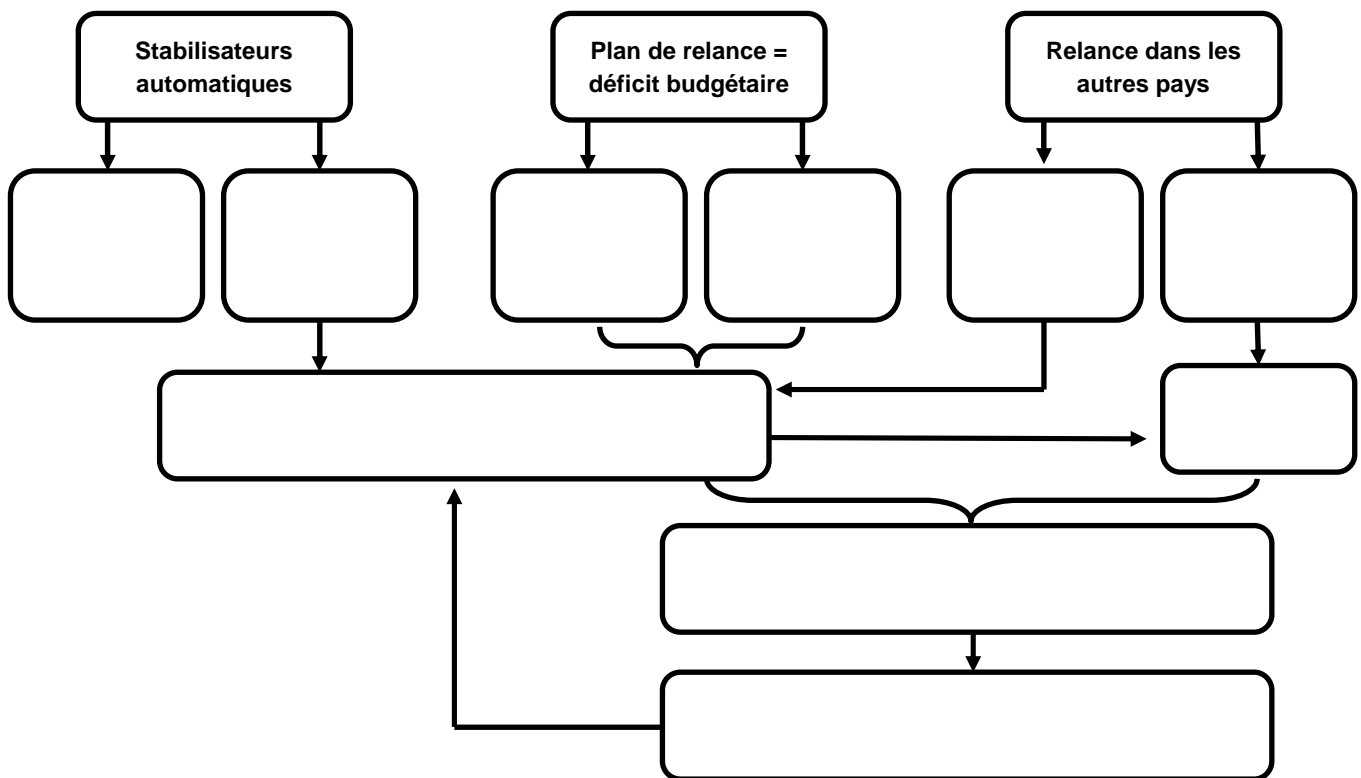 Stabilisateurs
automatiques
Plan de relance =
déficit budgétaire
Relance dans les
autres pays